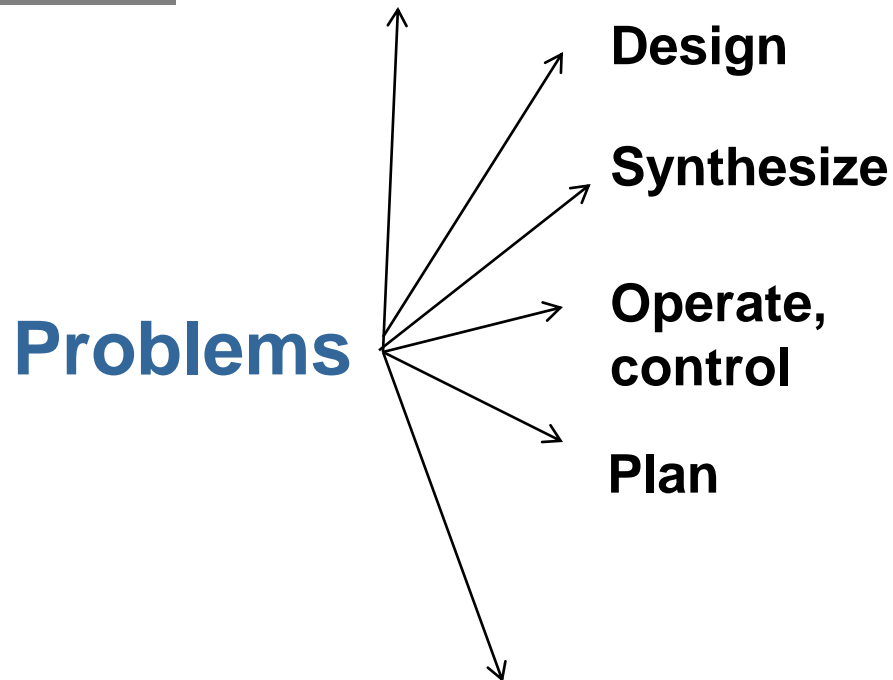 Design
Synthesize
Operate,
control
Problems
Plan